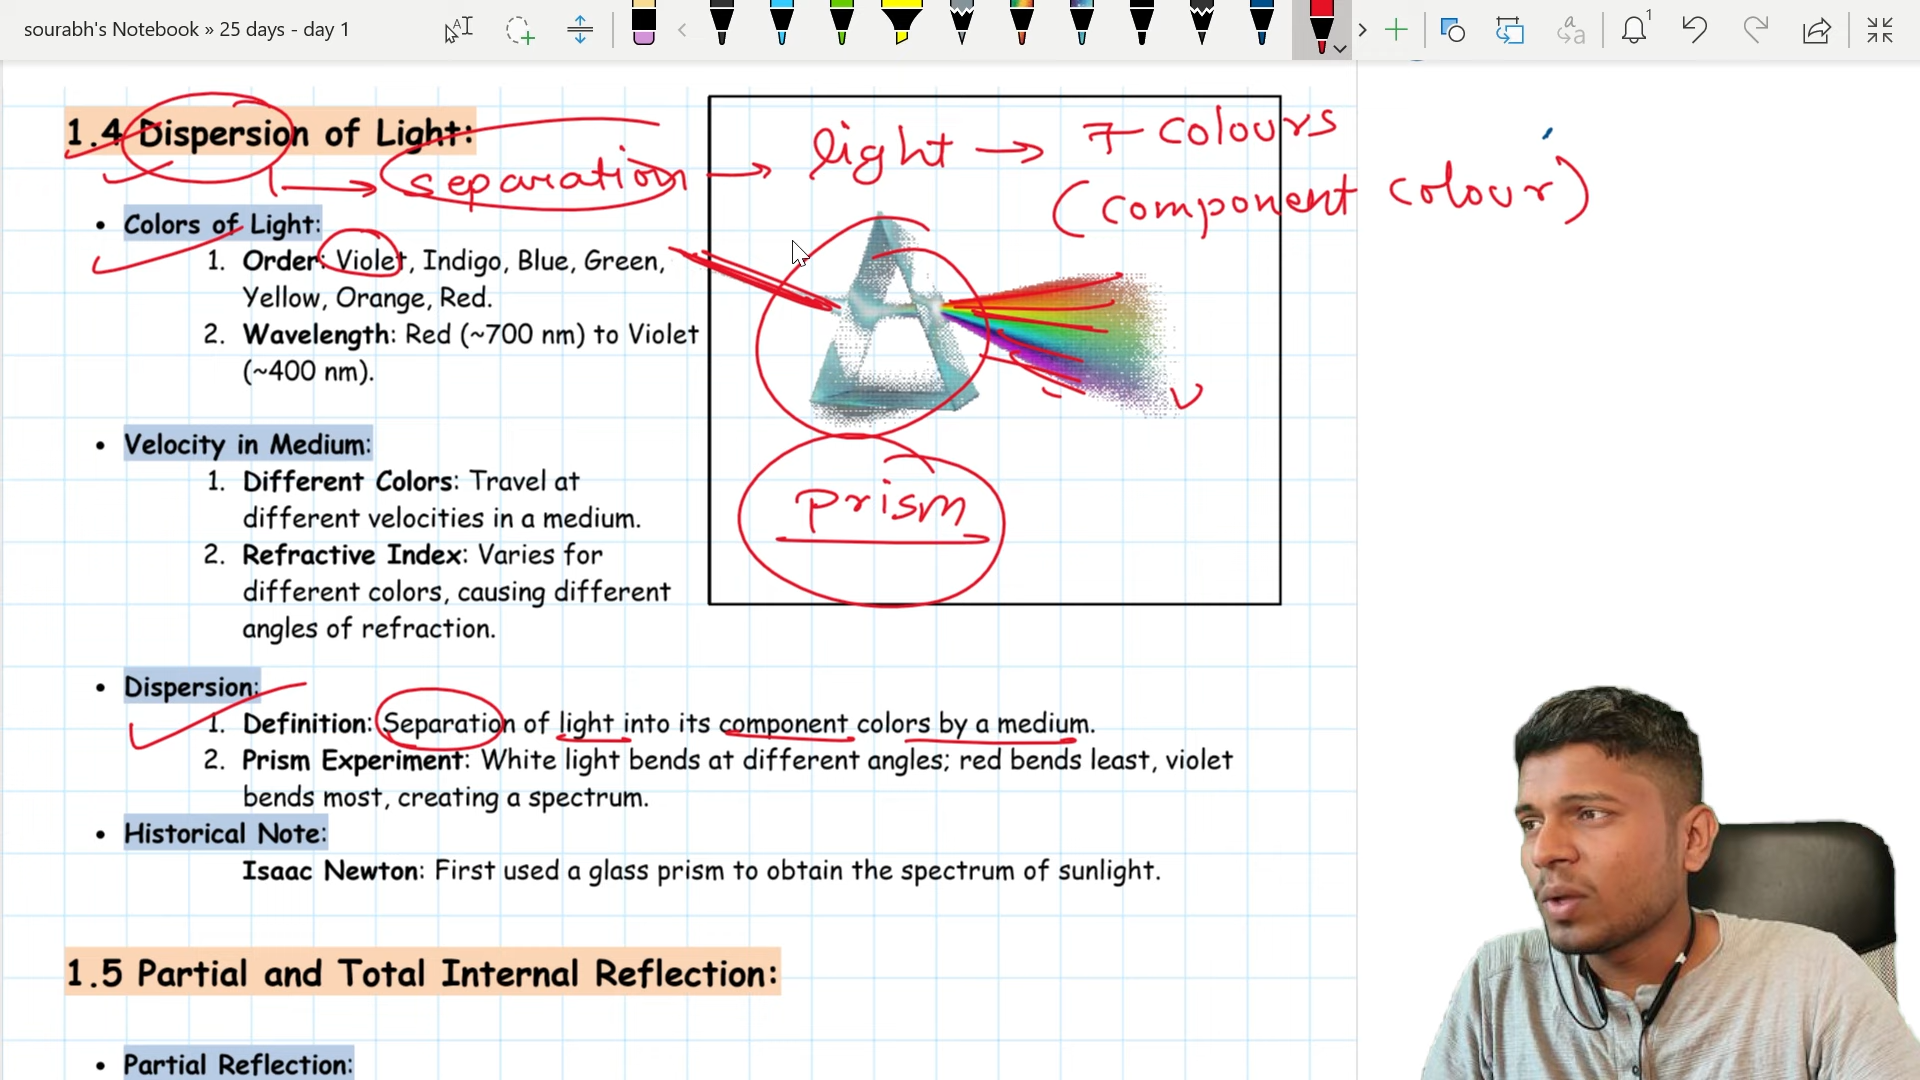 sourabh's Notebook » 25 days - day 1
1.4 Dispersion of Light:
separation → light → 7 colours
(component colour)
• Colors of Light:
1. Order: Violet, Indigo, Blue, Green,
Yellow, Orange, Red.
2. Wavelength: Red (~700 nm) to Violet
(~400 nm).
V
• Velocity in Medium:
1. Different Colors: Travel at
different velocities in a medium.
2. Refractive Index: Varies for
different colors, causing different
angles of refraction.
prism
• Dispersion:
1. Definition: Separation of light into its component colors by a medium.
2. Prism Experiment: White light bends at different angles; red bends least, violet
bends most, creating a spectrum.
• Historical Note:
Isaac Newton: First used a glass prism to obtain the spectrum of sunlight.
1.5 Partial and Total Internal Reflection:
• Partial Reflection: